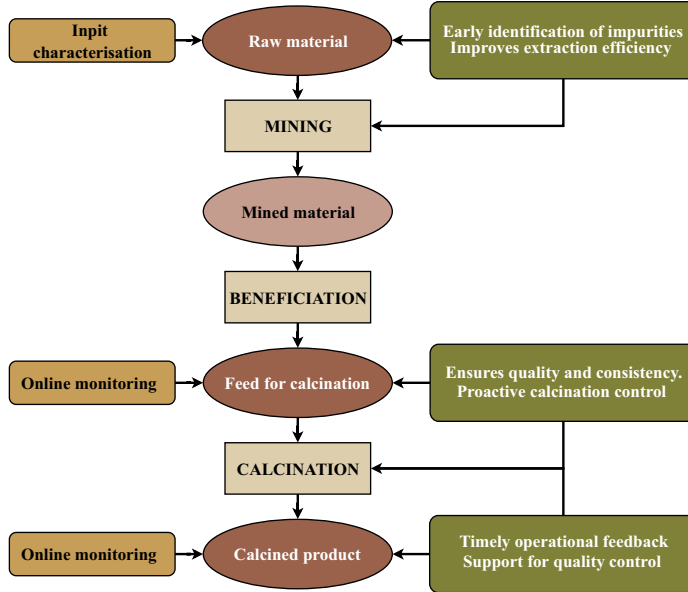 Inpit
characterisation
Raw material
Early identification of impurities
Improves extraction efficiency
MINING
Mined material
BENEFICIATION
Online monitoring
Feed for calcination
Ensures quality and consistency.
Proactive calcination control
CALCINATION
Online monitoring
Calcined product
Timely operational feedback
Support for quality control